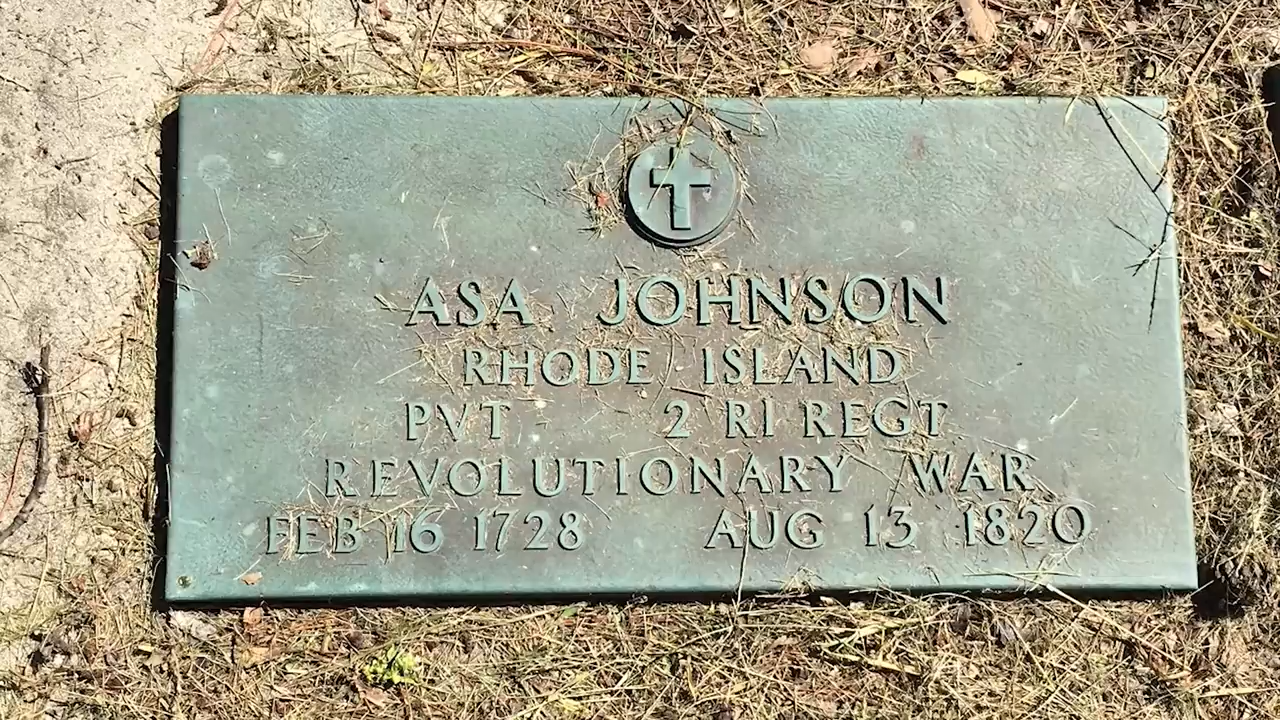 ASA JOHNSON
RHODE ISLAND
PVT 2 RI REGT
REVOLUTIONARY WAR
FEB 16 1728 AUG 13 1820